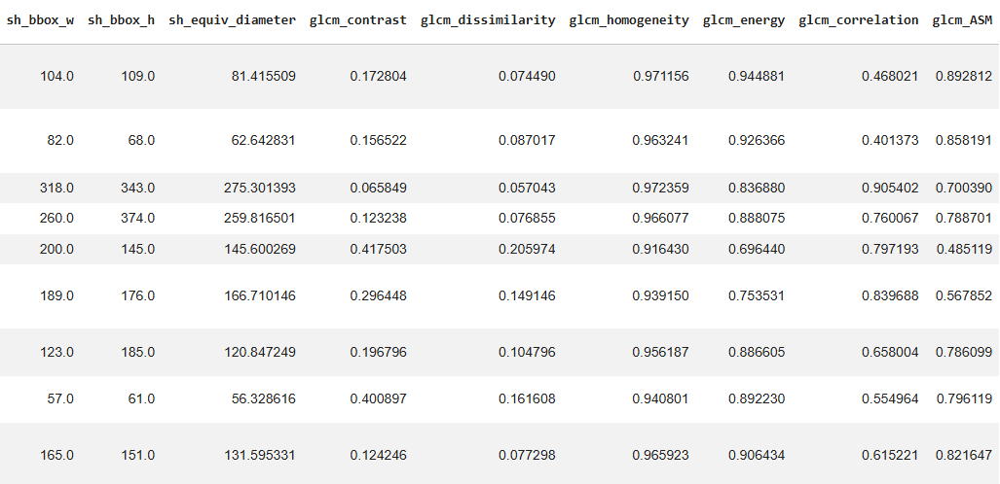 sh_bbox_w sh_bbox_h sh_equiv_diameter glcm_contrast glcm_dissimilarity glcm_homogeneity glcm_energy glcm_correlation glcm_ASM
104.0 109.0 81.415509 0.172804 0.074490 0.971156 0.944881 0.468021 0.892812
82.0 68.0 62.642831 0.156522 0.087017 0.963241 0.926366 0.401373 0.858191
318.0 343.0 275.301393 0.065849 0.057043 0.972359 0.836880 0.905402 0.700390
260.0 374.0 259.816501 0.123238 0.076855 0.966077 0.888075 0.760067 0.788701
200.0 145.0 145.600269 0.417503 0.205974 0.916430 0.696440 0.797193 0.485119
189.0 176.0 166.710146 0.296448 0.149146 0.939150 0.753531 0.839688 0.567852
123.0 185.0 120.847249 0.196796 0.104796 0.956187 0.886605 0.658004 0.786099
57.0 61.0 56.328616 0.400897 0.161608 0.940801 0.892230 0.554964 0.796119
165.0 151.0 131.595331 0.124246 0.077298 0.965923 0.906434 0.615221 0.821647